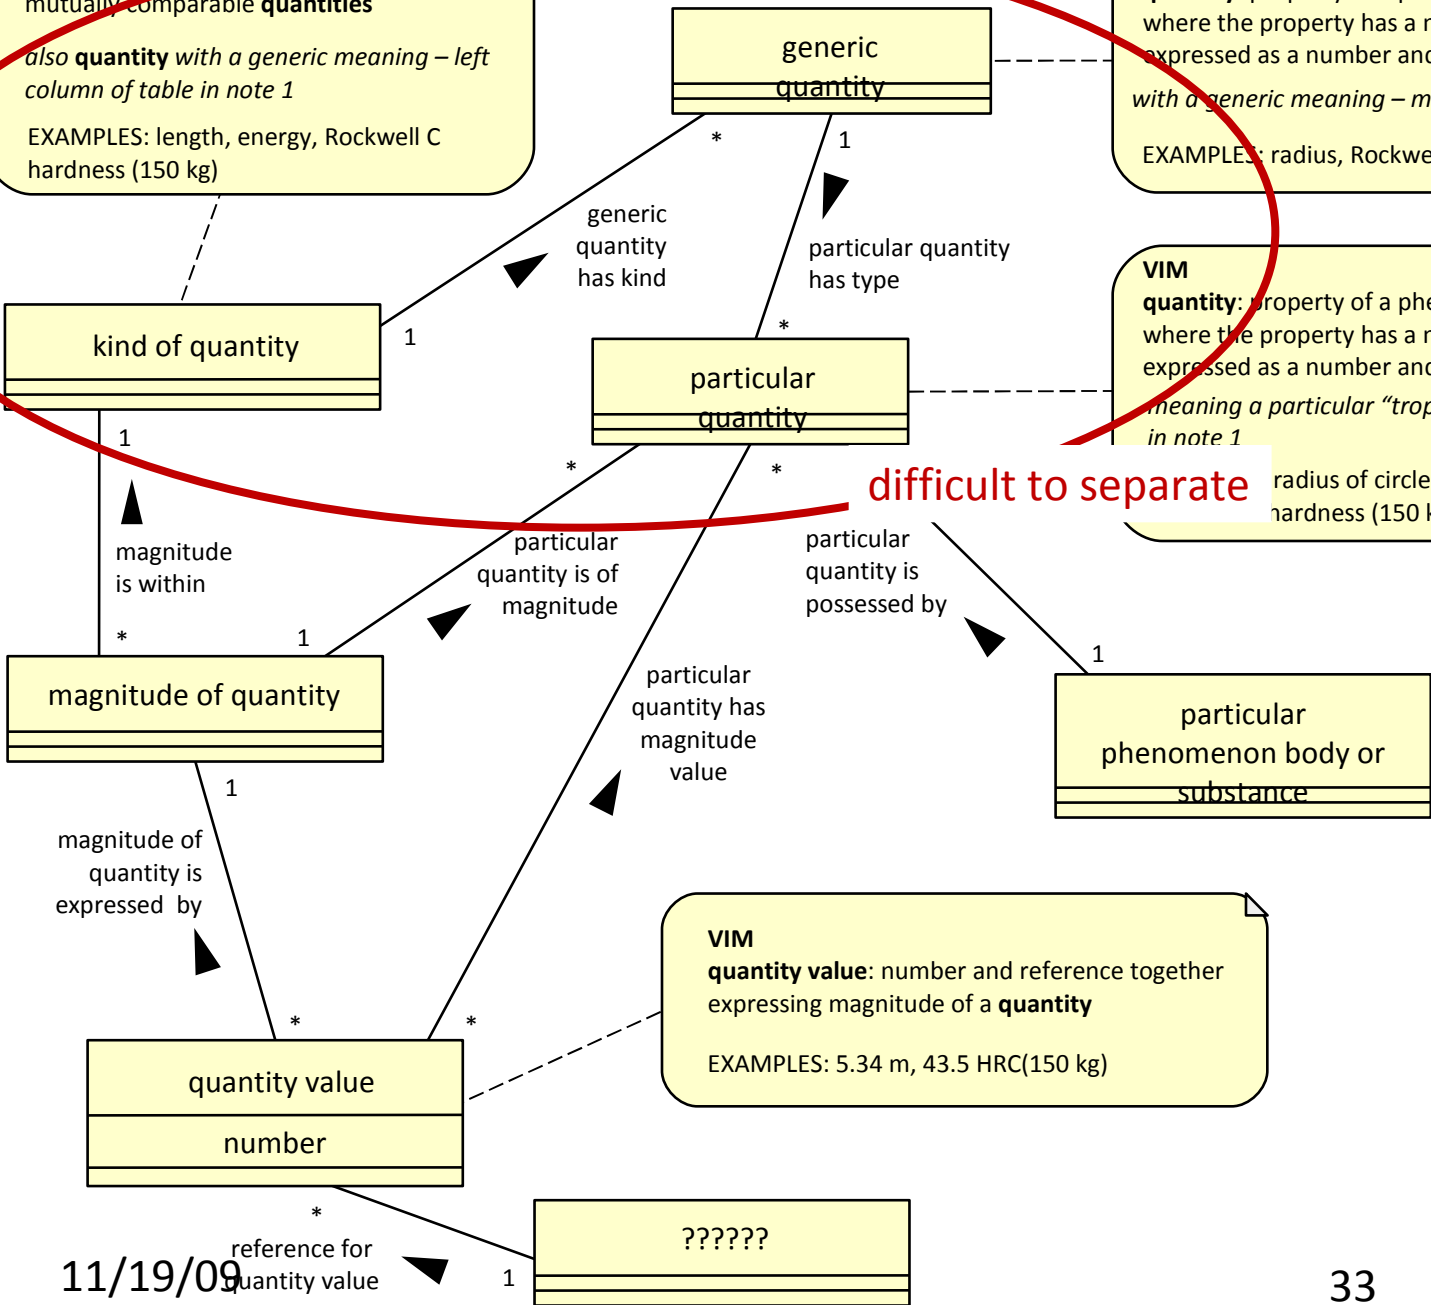 mutually comparable quantities
also quantity with a generic meaning – left
column of table in note 1
EXAMPLES: length, energy, Rockwell C
hardness (150 kg)
generic
quantity
where the property has a
expressed as a number and
with a generic meaning –
EXAMPLES: radius,
*
1
generic
quantity
has kind
particular quantity
has type
1
*
kind of quantity
particular
quantity
VIM
quantity: property of a
where the property has a
expressed as a number and
meaning a particular
in note 1
radius of circle
hardness (150
difficult to separate
1
*
*
magnitude
is within
particular
quantity is of
magnitude
particular
quantity is
possessed by
*
1
1
magnitude of quantity
particular
quantity has
magnitude
value
particular
phenomenon body or
substance
1
magnitude of
quantity is
expressed by
VIM
quantity value: number and reference together
expressing magnitude of a quantity
EXAMPLES: 5.34 m, 43.5 HRC(150 kg)
*
*
quantity value
number
*
reference for
quantity value
1
??????
11/19/09
33